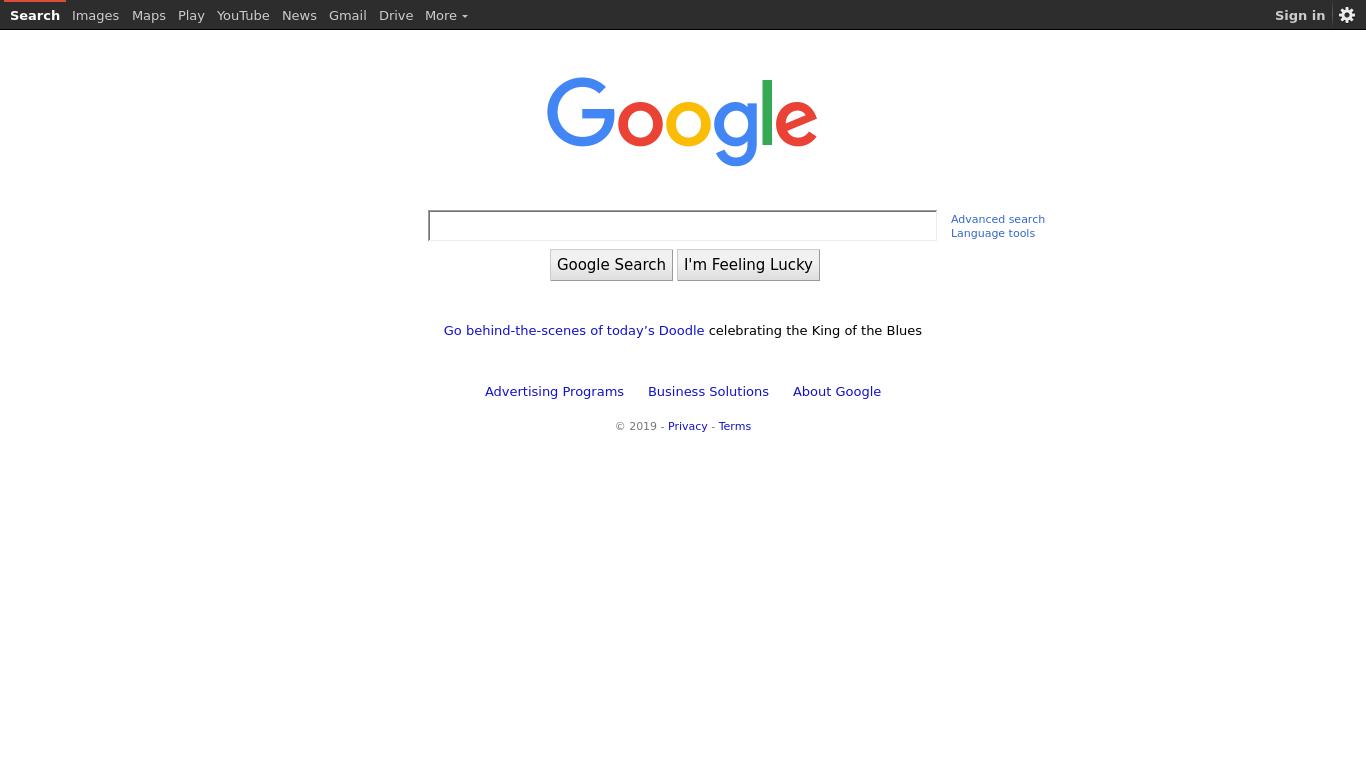 Search Images Maps Play YouTube News Gmail Drive More Sign in
Google
Advanced search
Language tools
Google Search I'm Feeling Lucky
Go behind-the-scenes of today’s Doodle celebrating the King of the Blues
Advertising Programs Business Solutions About Google
© 2019 - Privacy - Terms